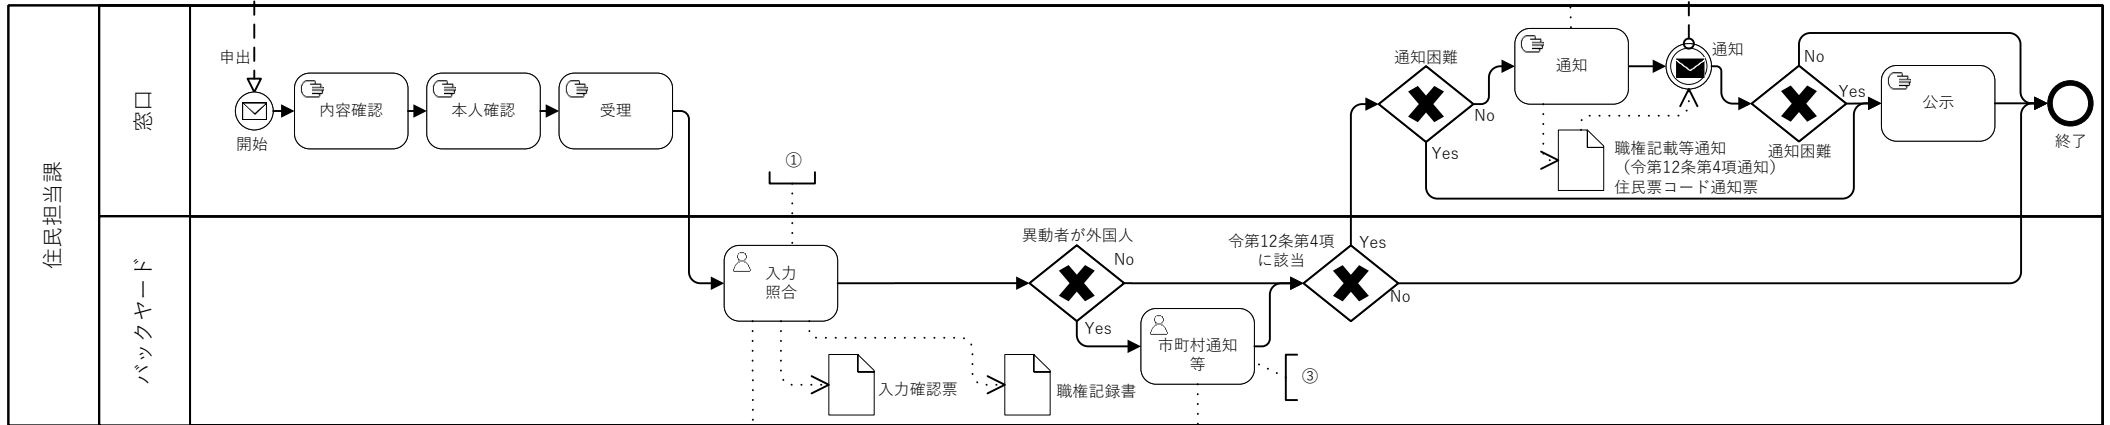 住民担当課
窓口
バックヤード
申出
開始
内容確認
本人確認
受理
①
入力
照合
入力確認票
職権記録書
異動者が外国人
No
Yes
市町村通知
等
③
令第12条第4項
に該当
Yes
No
通知困難
No
Yes
通知
通知
職権記載等通知
（令第12条第4項通知）
住民票コード通知票
No
Yes
通知困難
公示
終了